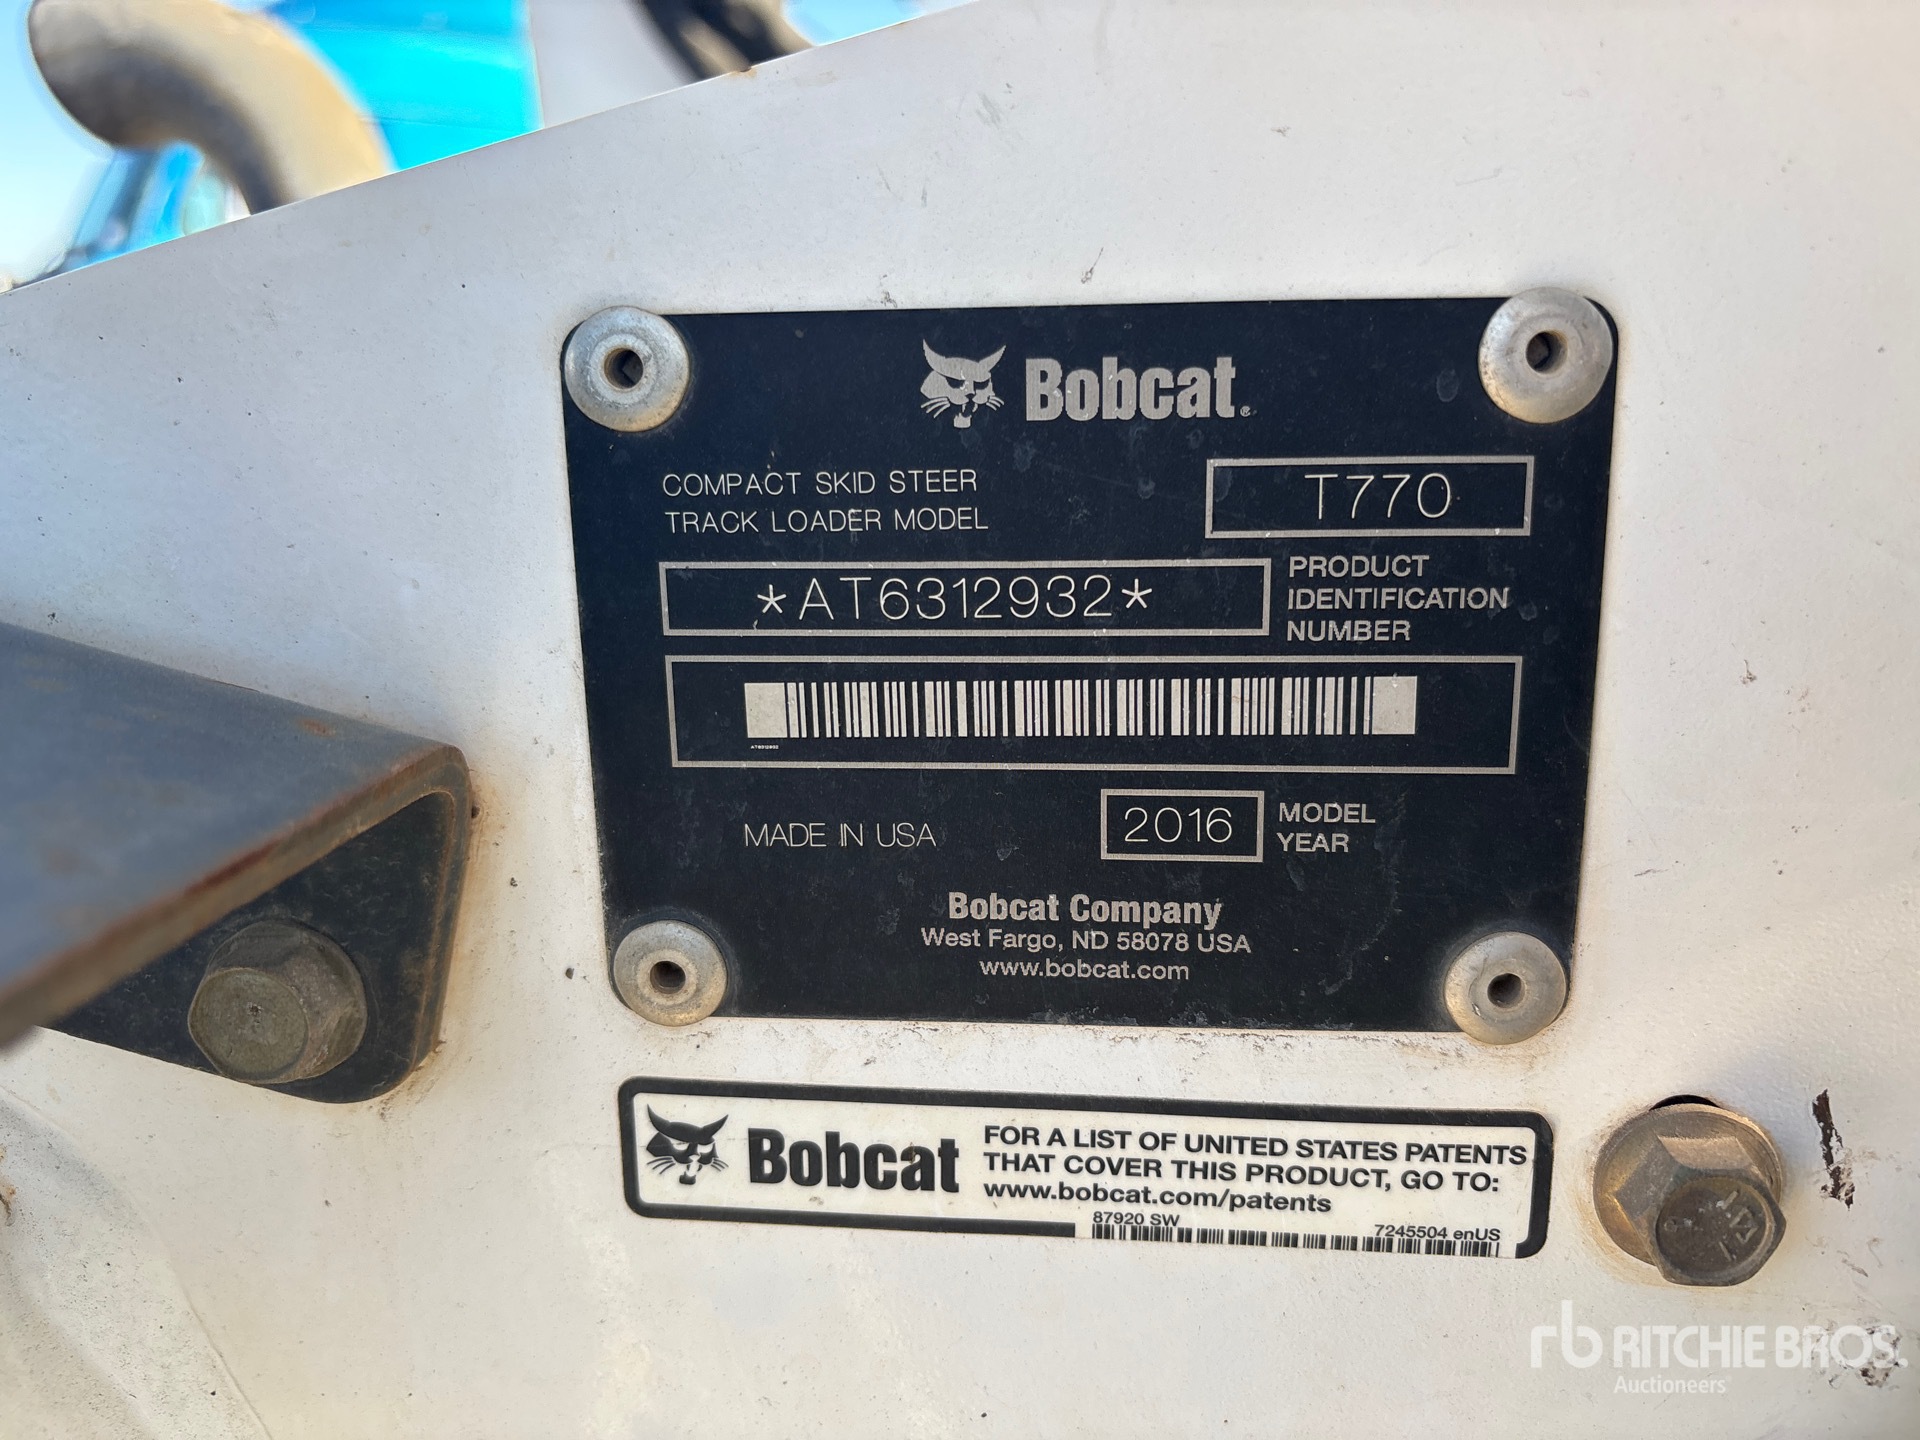 Bobcat®
COMPACT SKID STEER
TRACK LOADER MODEL
T770
*AT6312932*
PRODUCT
IDENTIFICATION
NUMBER
AT6312932
MADE IN USA
2016
MODEL
YEAR
Bobcat Company
West Fargo, ND 58078 USA
www.bobcat.com
Bobcat
FOR A LIST OF UNITED STATES PATENTS
THAT COVER THIS PRODUCT, GO TO:
www.bobcat.com/patents
87920 SW
7245504 enUS
rb RITCHIE BROS.
Auctioneers